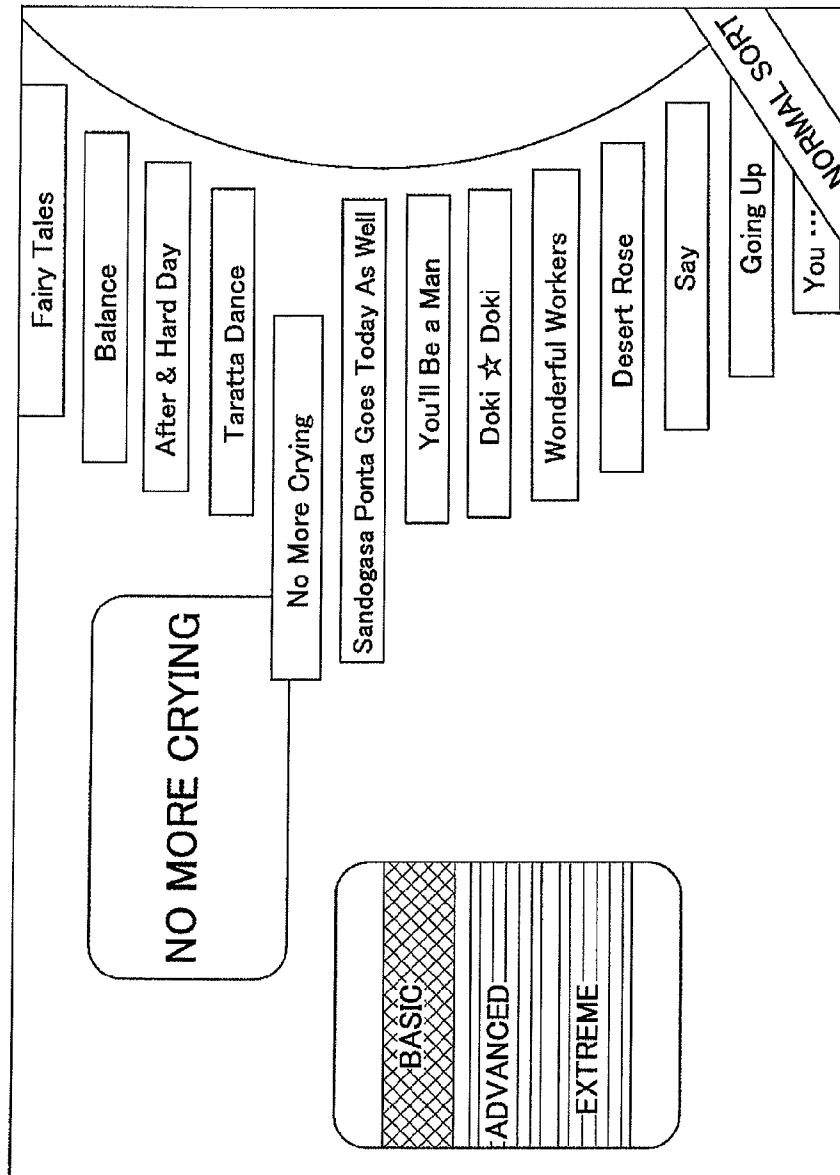 Fairy Tales
Balance
After & Hard Day
Taratta Dance
NO MORE CRYING
No More Crying
Sandogasa Ponta Goes Today As Well
You'll Be a Man
Doki ☆ Doki
Wonderful Workers
Desert Rose
Say
Going Up
You ...
NORMAL SORT
BASIC
ADVANCED
EXTREME